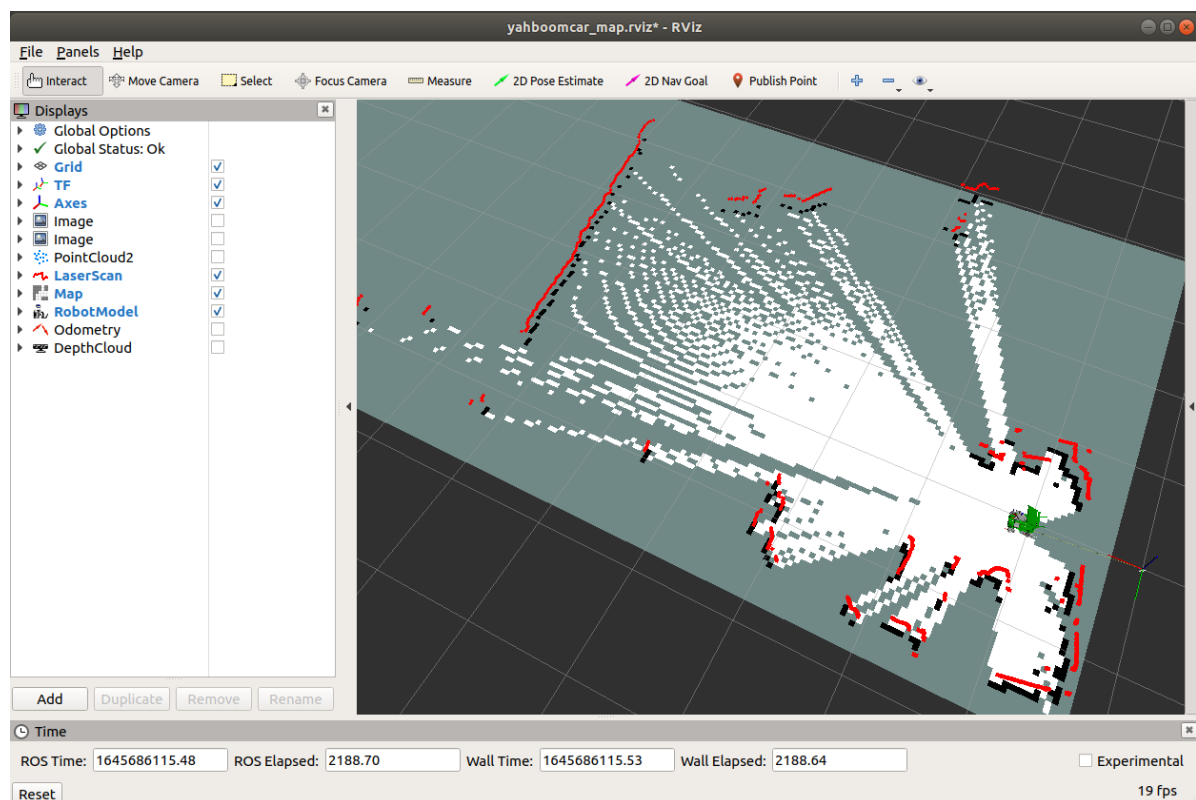 yahboomcar_map.rviz* - RViz
File Panels Help
Interact Move Camera Select Focus Camera Measure 2D Pose Estimate 2D Nav Goal Publish Point
Displays
Global Options
Global Status: Ok
Grid
TF
Axes
Image
Image
PointCloud2
LaserScan
Map
RobotModel
Odometry
DepthCloud
Add Duplicate Remove Rename
Time
ROS Time: 1645686115.48 ROS Elapsed: 2188.70 Wall Time: 1645686115.53 Wall Elapsed: 2188.64 Experimental
Reset 19 fps